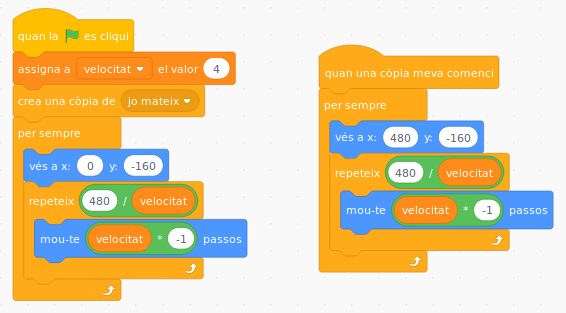 quan la es cliqui
assigna a velocitat el valor 4
crea una còpia de jo mateix
per sempre
vés a x: 0 y: -160
repeteix 480 / velocitat
mou-te velocitat * -1 passos
quan una còpia meva comenci
per sempre
vés a x: 480 y: -160
repeteix 480 / velocitat
mou-te velocitat * -1 passos